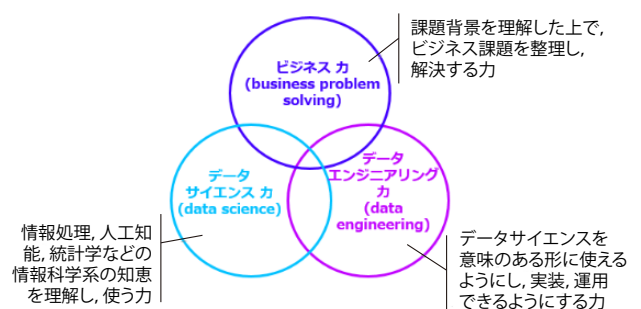 課題背景を理解した上で,
ビジネス課題を整理し,
解決する力
ビジネス 力
(business problem
solving)
データ
サイエンス 力
(data science)
データ
エンジニアリング
力
(data
engineering)
情報処理, 人工知
能, 統計学などの
情報科学系の知恵
を理解し, 使う力
データサイエンスを
意味のある形に使える
ようにし, 実装, 運用
できるようにする力